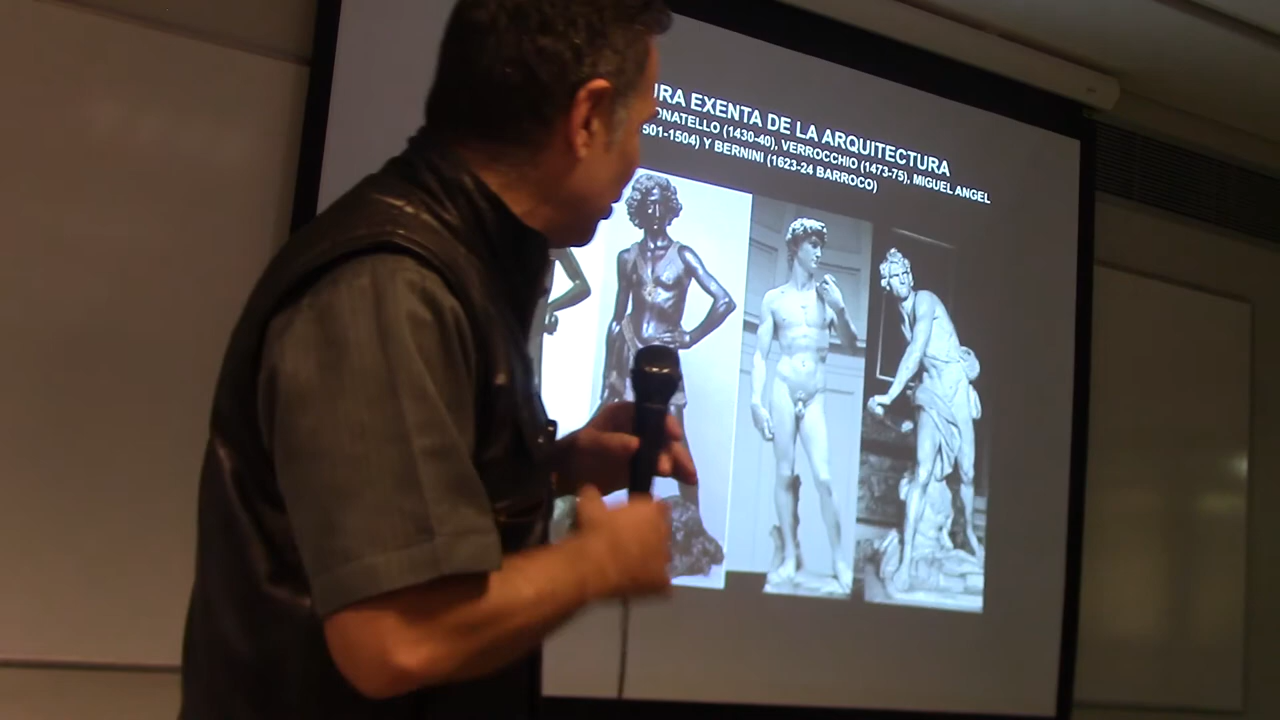 URA EXENTA DE LA ARQUITECTURA
ONATELLO (1430-40), VERROCCHIO (1473-75), MIGUEL ANGEL
501-1504) Y BERNINI (1623-24 BARROCO)